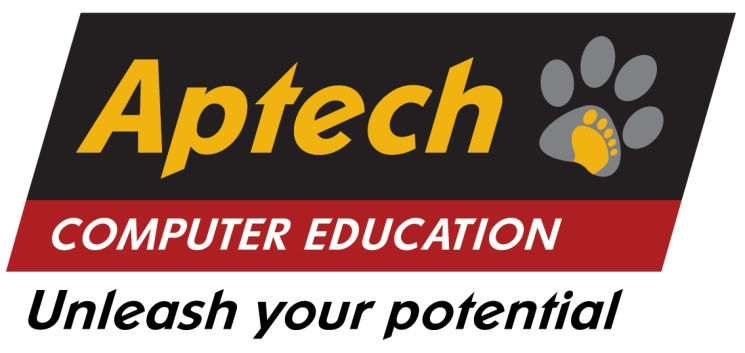 Aptech
COMPUTER EDUCATION
Unleash your potential